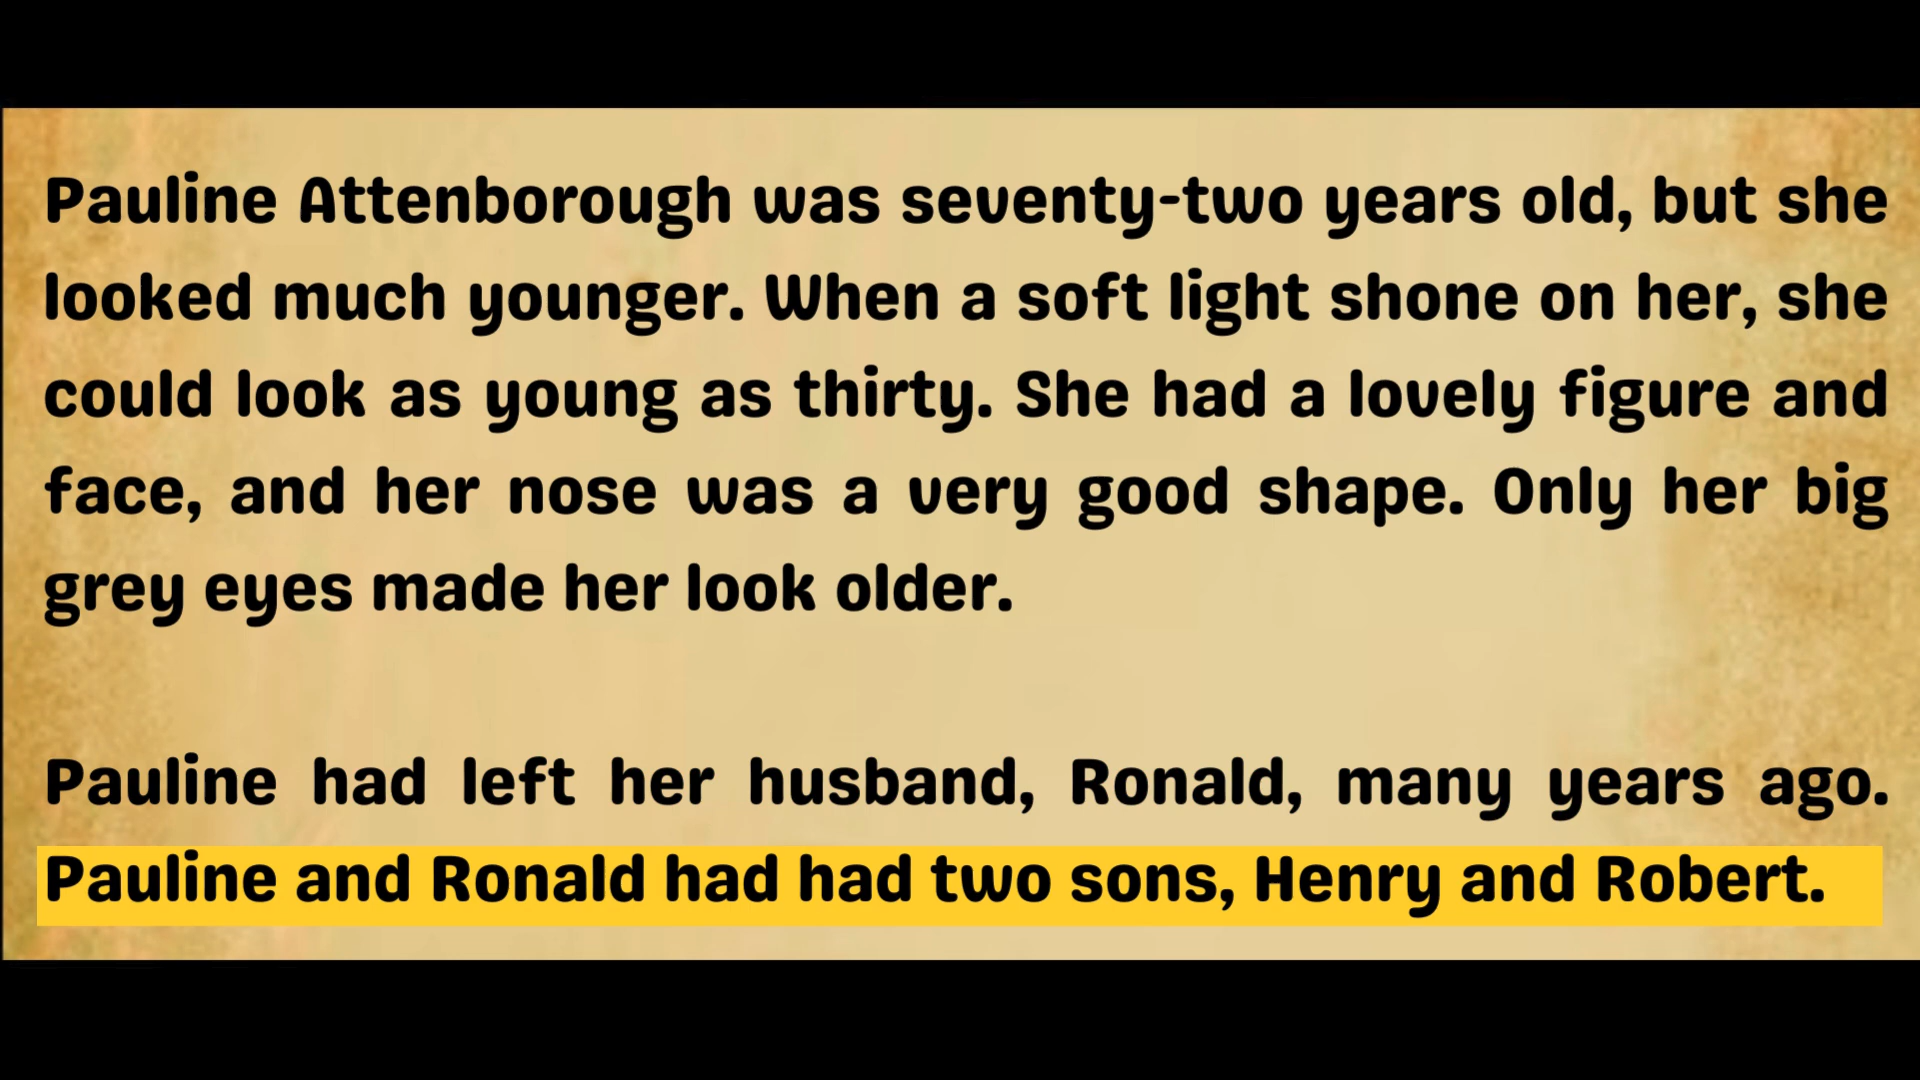 Pauline Attenborough was seventy-two years old, but she
looked much younger. When a soft light shone on her, she
could look as young as thirty. She had a lovely figure and
face, and her nose was a very good shape. Only her big
grey eyes made her look older.
Pauline had left her husband, Ronald, many years ago.
Pauline and Ronald had had two sons, Henry and Robert.